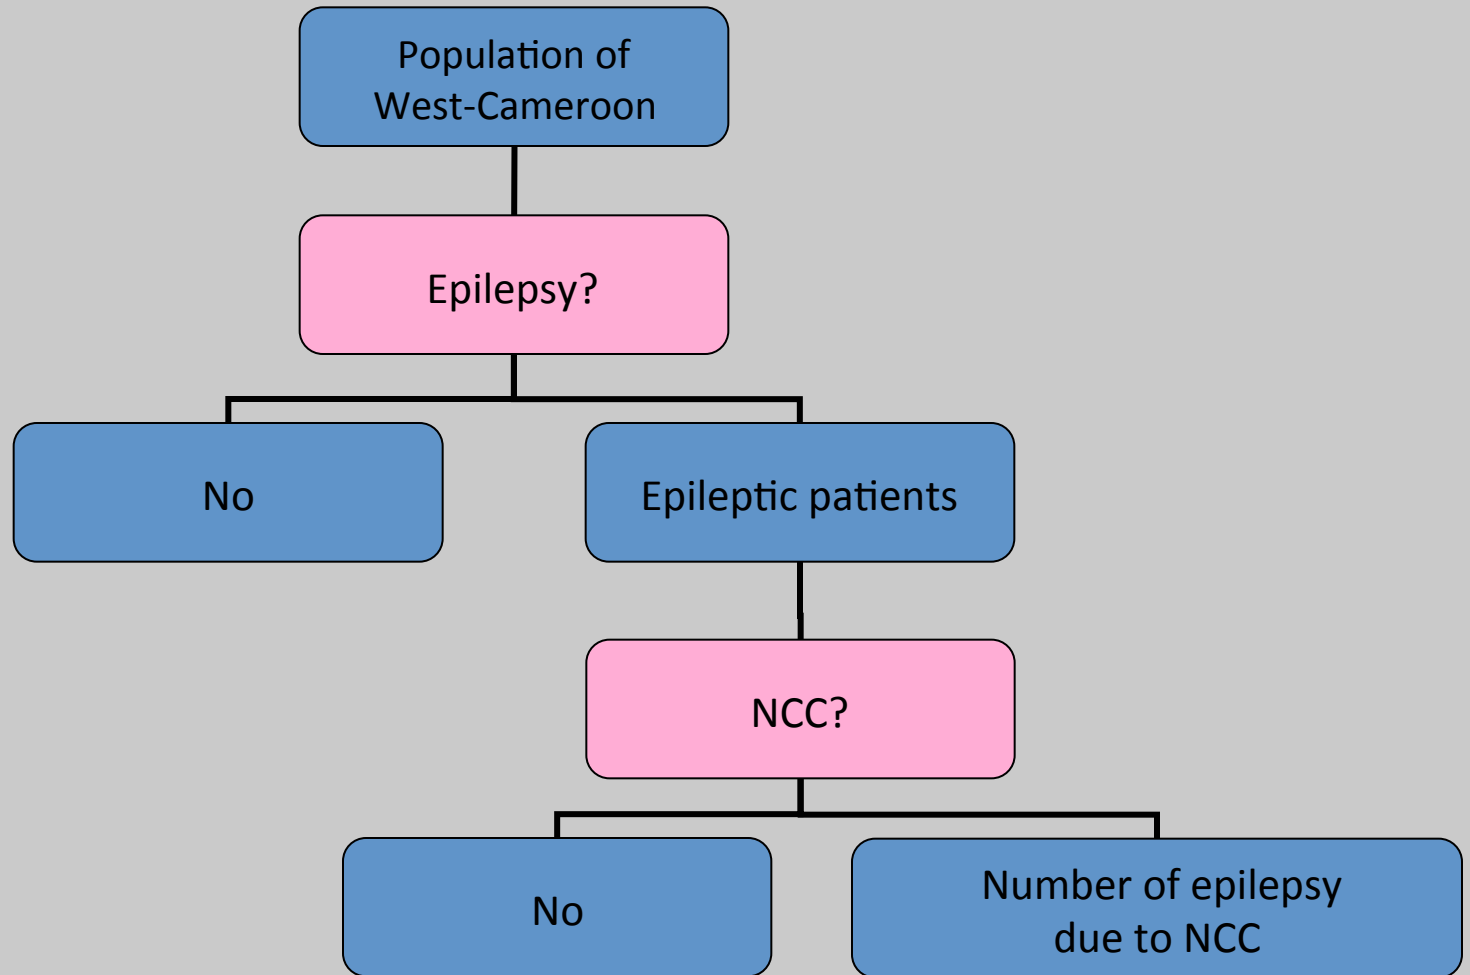 Population of
West-Cameroon
Epilepsy?
No
Epileptic patients
NCC?
No
Number of epilepsy
due to NCC